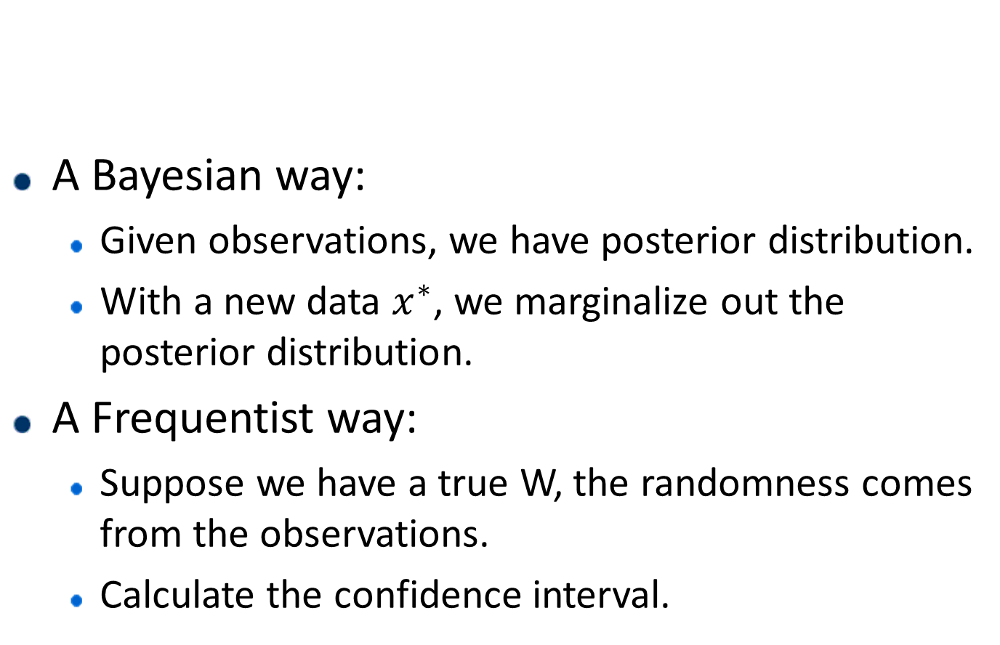 • A Bayesian way:
• Given observations, we have posterior distribution.
• With a new data x*, we marginalize out the
posterior distribution.
• A Frequentist way:
• Suppose we have a true W, the randomness comes
from the observations.
• Calculate the confidence interval.